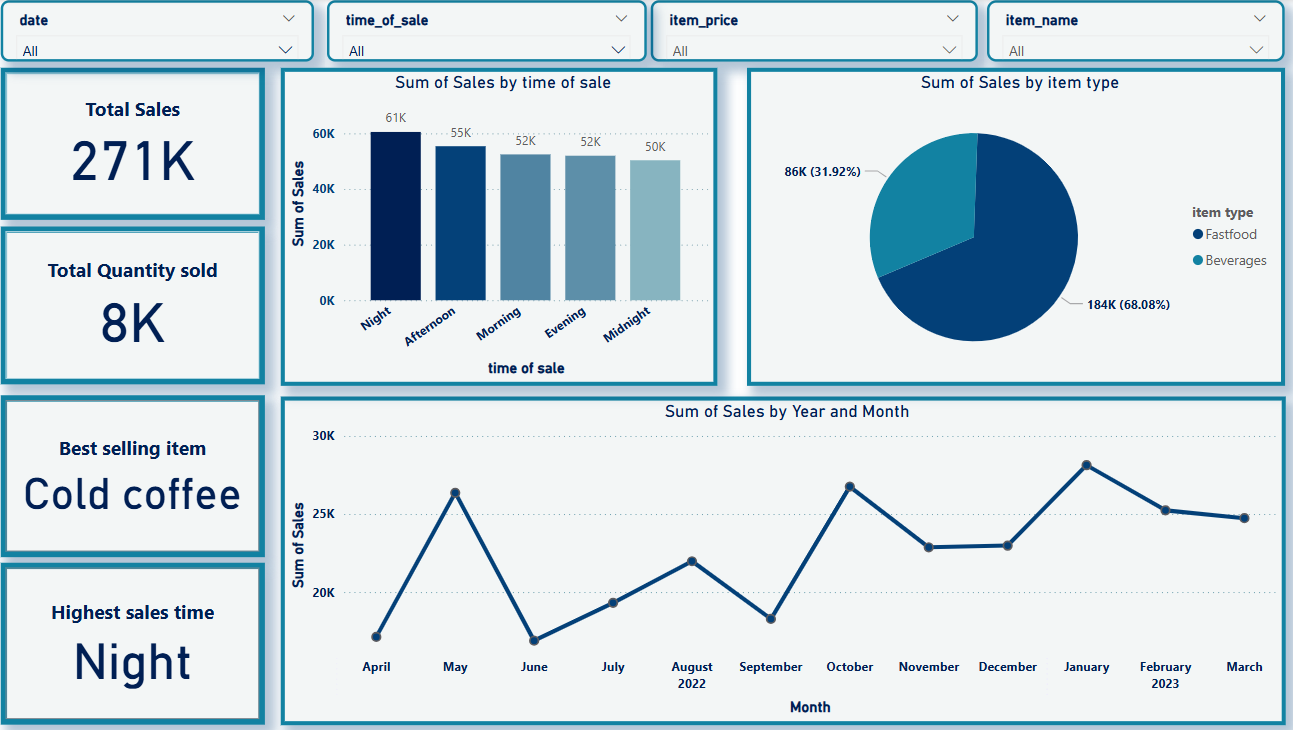 date
All
time_of_sale
All
item_price
All
item_name
All
Total Sales
271K
Total Quantity sold
8K
Best selling item
Cold coffee
Highest sales time
Night
Sum of Sales by time of sale
Sum of Sales
60K
40K
20K
0K
61K
55K
52K
52K
50K
Night
Afternoon
Morning
Evening
Midnight
time of sale
Sum of Sales by item type
86K (31.92%)
184K (68.08%)
item type
Fastfood
Beverages
Sum of Sales by Year and Month
Sum of Sales
30K
25K
20K
April
May
June
July
August
September
October
November
December
January
February
March
2022
2023
Month